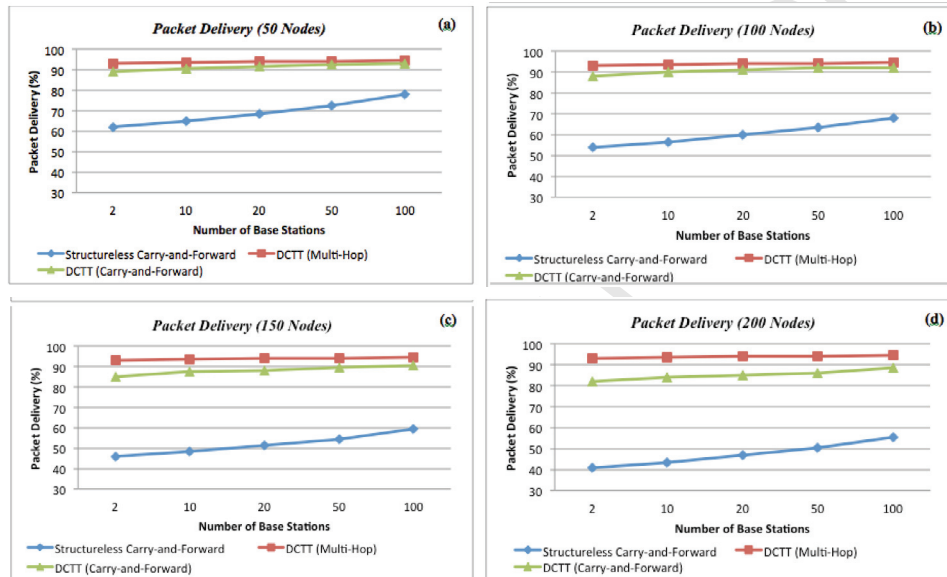 Packet Delivery (50 Nodes)
(a)
Packet Delivery (%)
100
90
80
70
60
50
40
30
2 10 20 50 100
Number of Base Stations
Structureless Carry-and-Forward
DCTT (Multi-Hop)
DCTT (Carry-and-Forward)
Packet Delivery (100 Nodes)
(b)
Packet Delivery (%)
100
90
80
70
60
50
40
30
2 10 20 50 100
Number of Base Stations
Structureless Carry-and-Forward
DCTT (Multi-Hop)
DCTT (Carry-and-Forward)
Packet Delivery (150 Nodes)
(c)
Packet Delivery (%)
100
90
80
70
60
50
40
30
2 10 20 50 100
Number of Base Stations
Structureless Carry-and-Forward
DCTT (Multi-Hop)
DCTT (Carry-and-Forward)
Packet Delivery (200 Nodes)
(d)
Packet Delivery (%)
100
90
80
70
60
50
40
30
2 10 20 50 100
Number of Base Stations
Structureless Carry-and-Forward
DCTT (Multi-Hop)
DCTT (Carry-and-Forward)